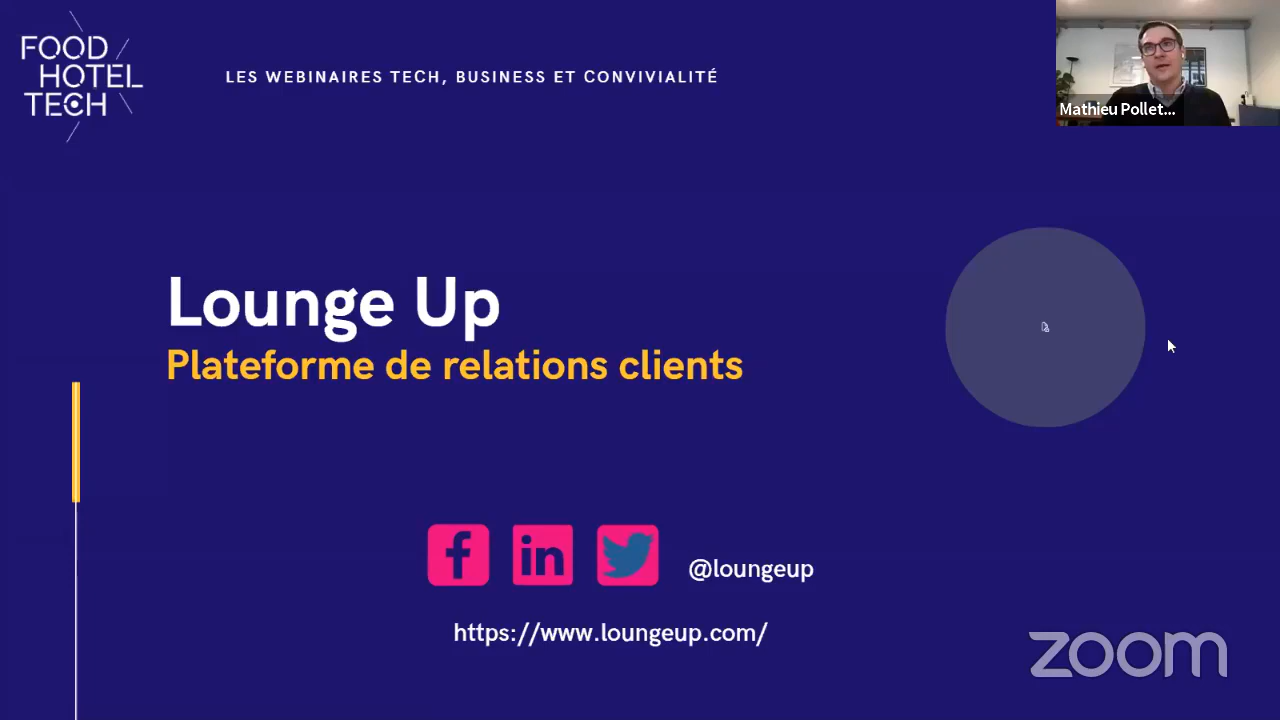 FOOD
HOTEL
TECH
LES WEBINAIRES TECH, BUSINESS ET CONVIVIALITÉ
Mathieu Pollet...
Lounge Up
Plateforme de relations clients
f
in
@loungeup
https://www.loungeup.com/
zoom